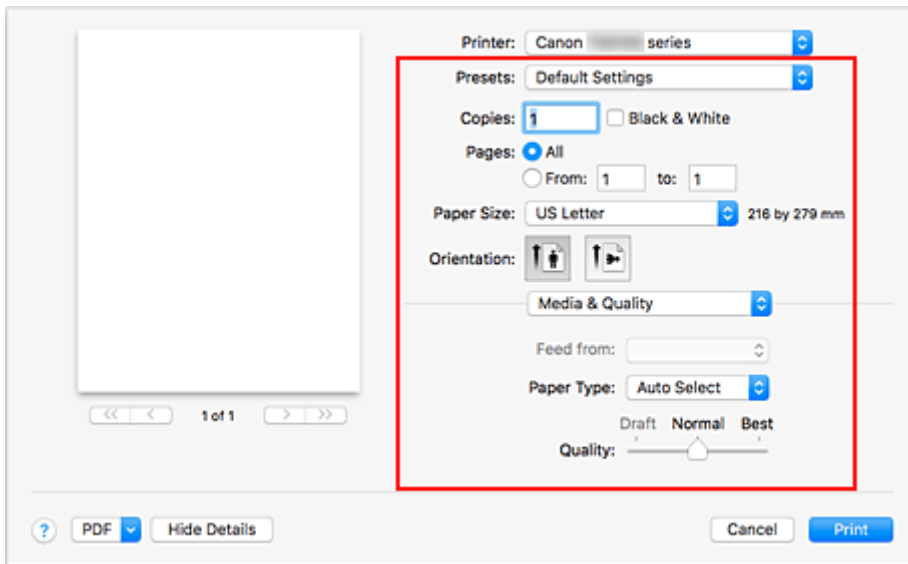 Printer: Canon series
Presets: Default Settings
Copies: 1 Black & White
Pages: All
From: 1 to: 1
Paper Size: US Letter 216 by 279 mm
Orientation:
Media & Quality
Feed from:
Paper Type: Auto Select
Draft Normal Best
Quality:
1 of 1
? PDF Hide Details Cancel Print